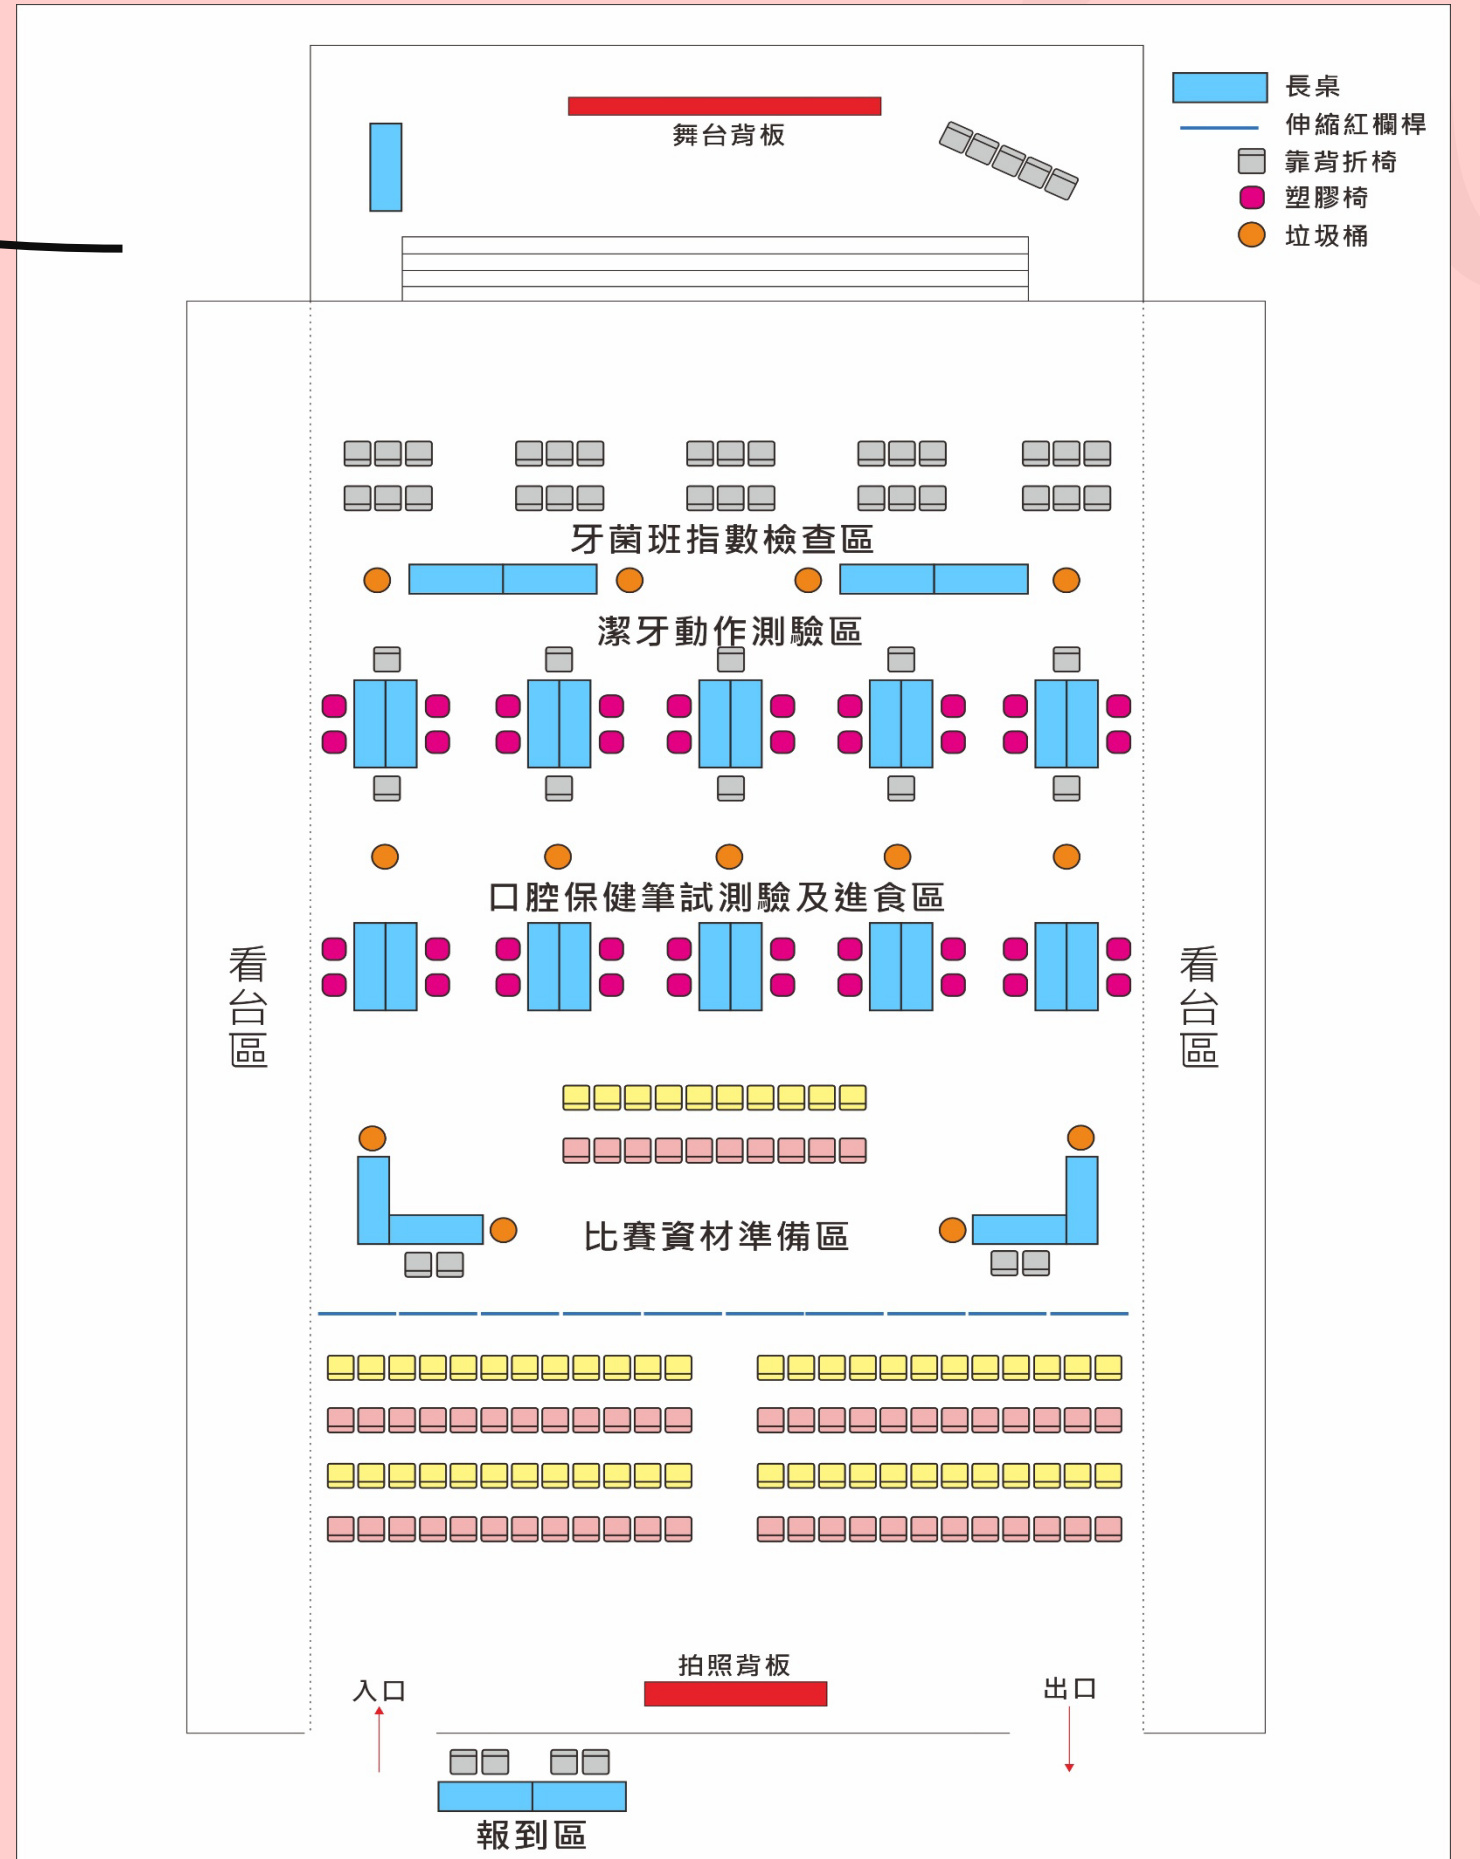 長桌
伸縮紅欄桿
舞台背板
靠背折椅
塑膠椅
垃圾桶
牙菌班指數檢查區
潔牙動作測驗區
口腔保健筆試測驗及進食區
看台區
看台區
比賽資材準備區
拍照背板
入口
出口
報到區